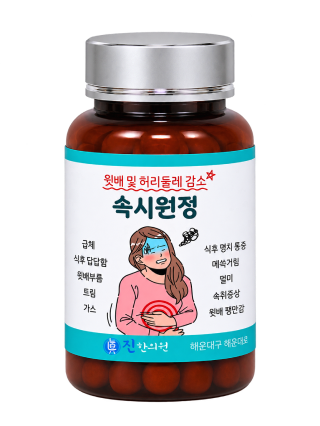 윗배 및 허리둘레 감소
속시원정
급체
식후 답답함
윗배부름
트림
가스
식후 명치 통증
메쓱거림
멀미
속쓰림증상
윗배 팽만감
진한의원
해운대구 해운대로